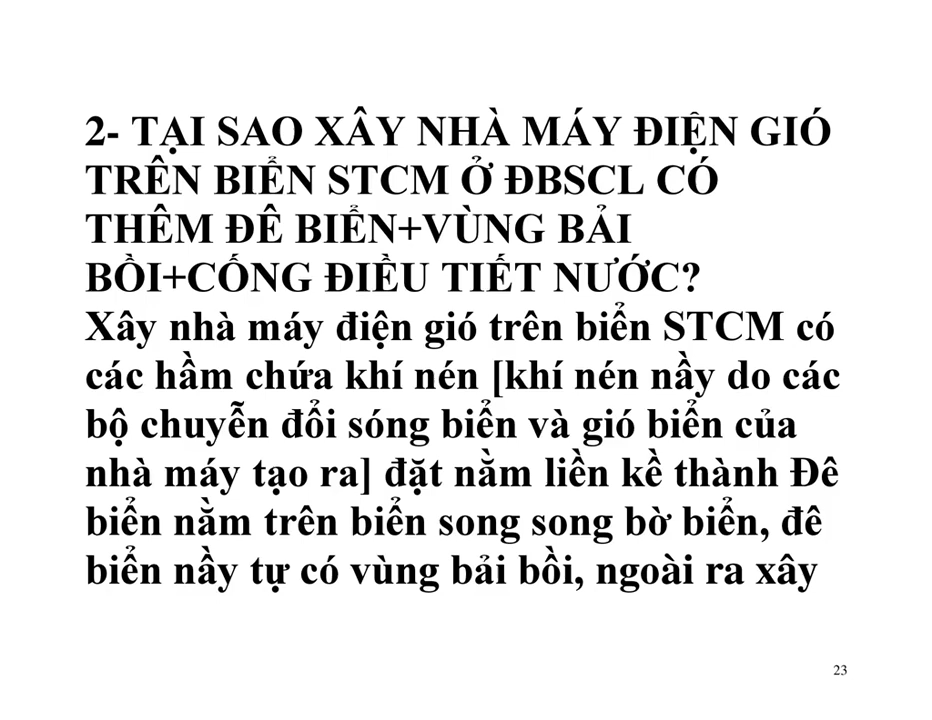 2- TẠI SAO XÂY NHÀ MÁY ĐIỆN GIÓ
TRÊN BIỂN STCM Ở ĐBSCL CÓ
THÊM ĐÊ BIỂN+VÙNG BẢI
BỒI+CỐNG ĐIỀU TIẾT NƯỚC?
Xây nhà máy điện gió trên biển STCM có
các hầm chứa khí nén [khí nén nầy do các
bộ chuyễn đổi sóng biển và gió biển của
nhà máy tạo ra] đặt nằm liền kề thành Đê
biển nằm trên biển song song bờ biển, đê
biển nầy tự có vùng bải bồi, ngoài ra xây
23